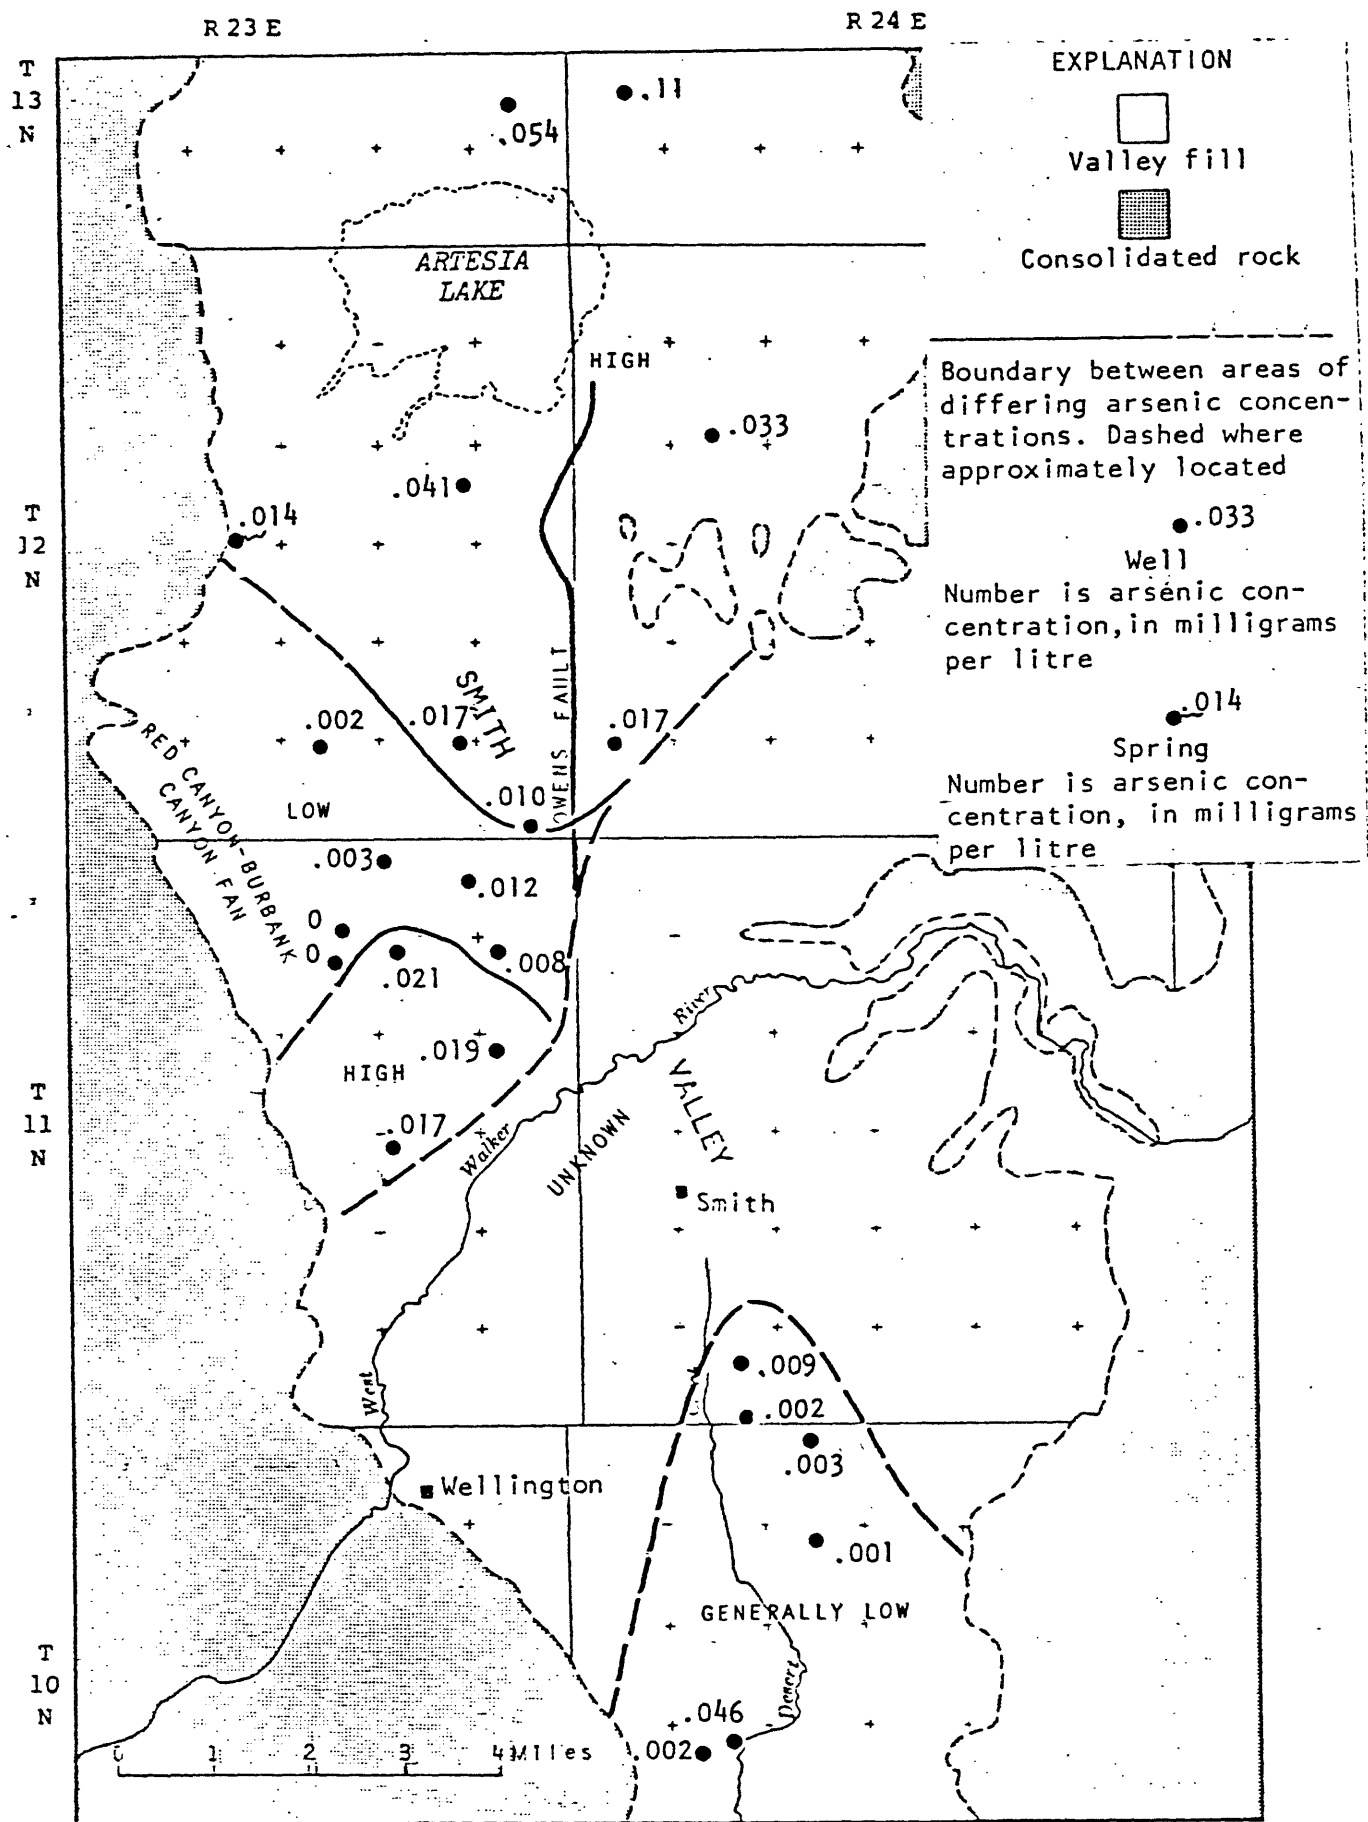 R 23 E
R 24 E
T
13
N
.054
.11
EXPLANATION
Valley fill
Consolidated rock
Boundary between areas of
differing arsenic concen-
trations. Dashed where
approximately located
.033
Well
Number is arsenic con-
centration, in milligrams
per litre
.014
Spring
Number is arsenic con-
centration, in milligrams
per litre
ARTESIA
LAKE
HIGH
.033
.041
.014
T
12
N
SMITH
OWENS FAULT
.002
.017
.017
.010
LOW
RED CANYON-BURBANK
CANYON FAN
.003
.012
0
0
.021
.008
.019
HIGH
.017
T
11
N
River
Walker
West
UNKNOWN
VALLEY
Smith
.009
.002
.003
.001
Wellington
GENERALLY LOW
T
10
N
Desert
.046
.002
0 1 2 3 4 Miles